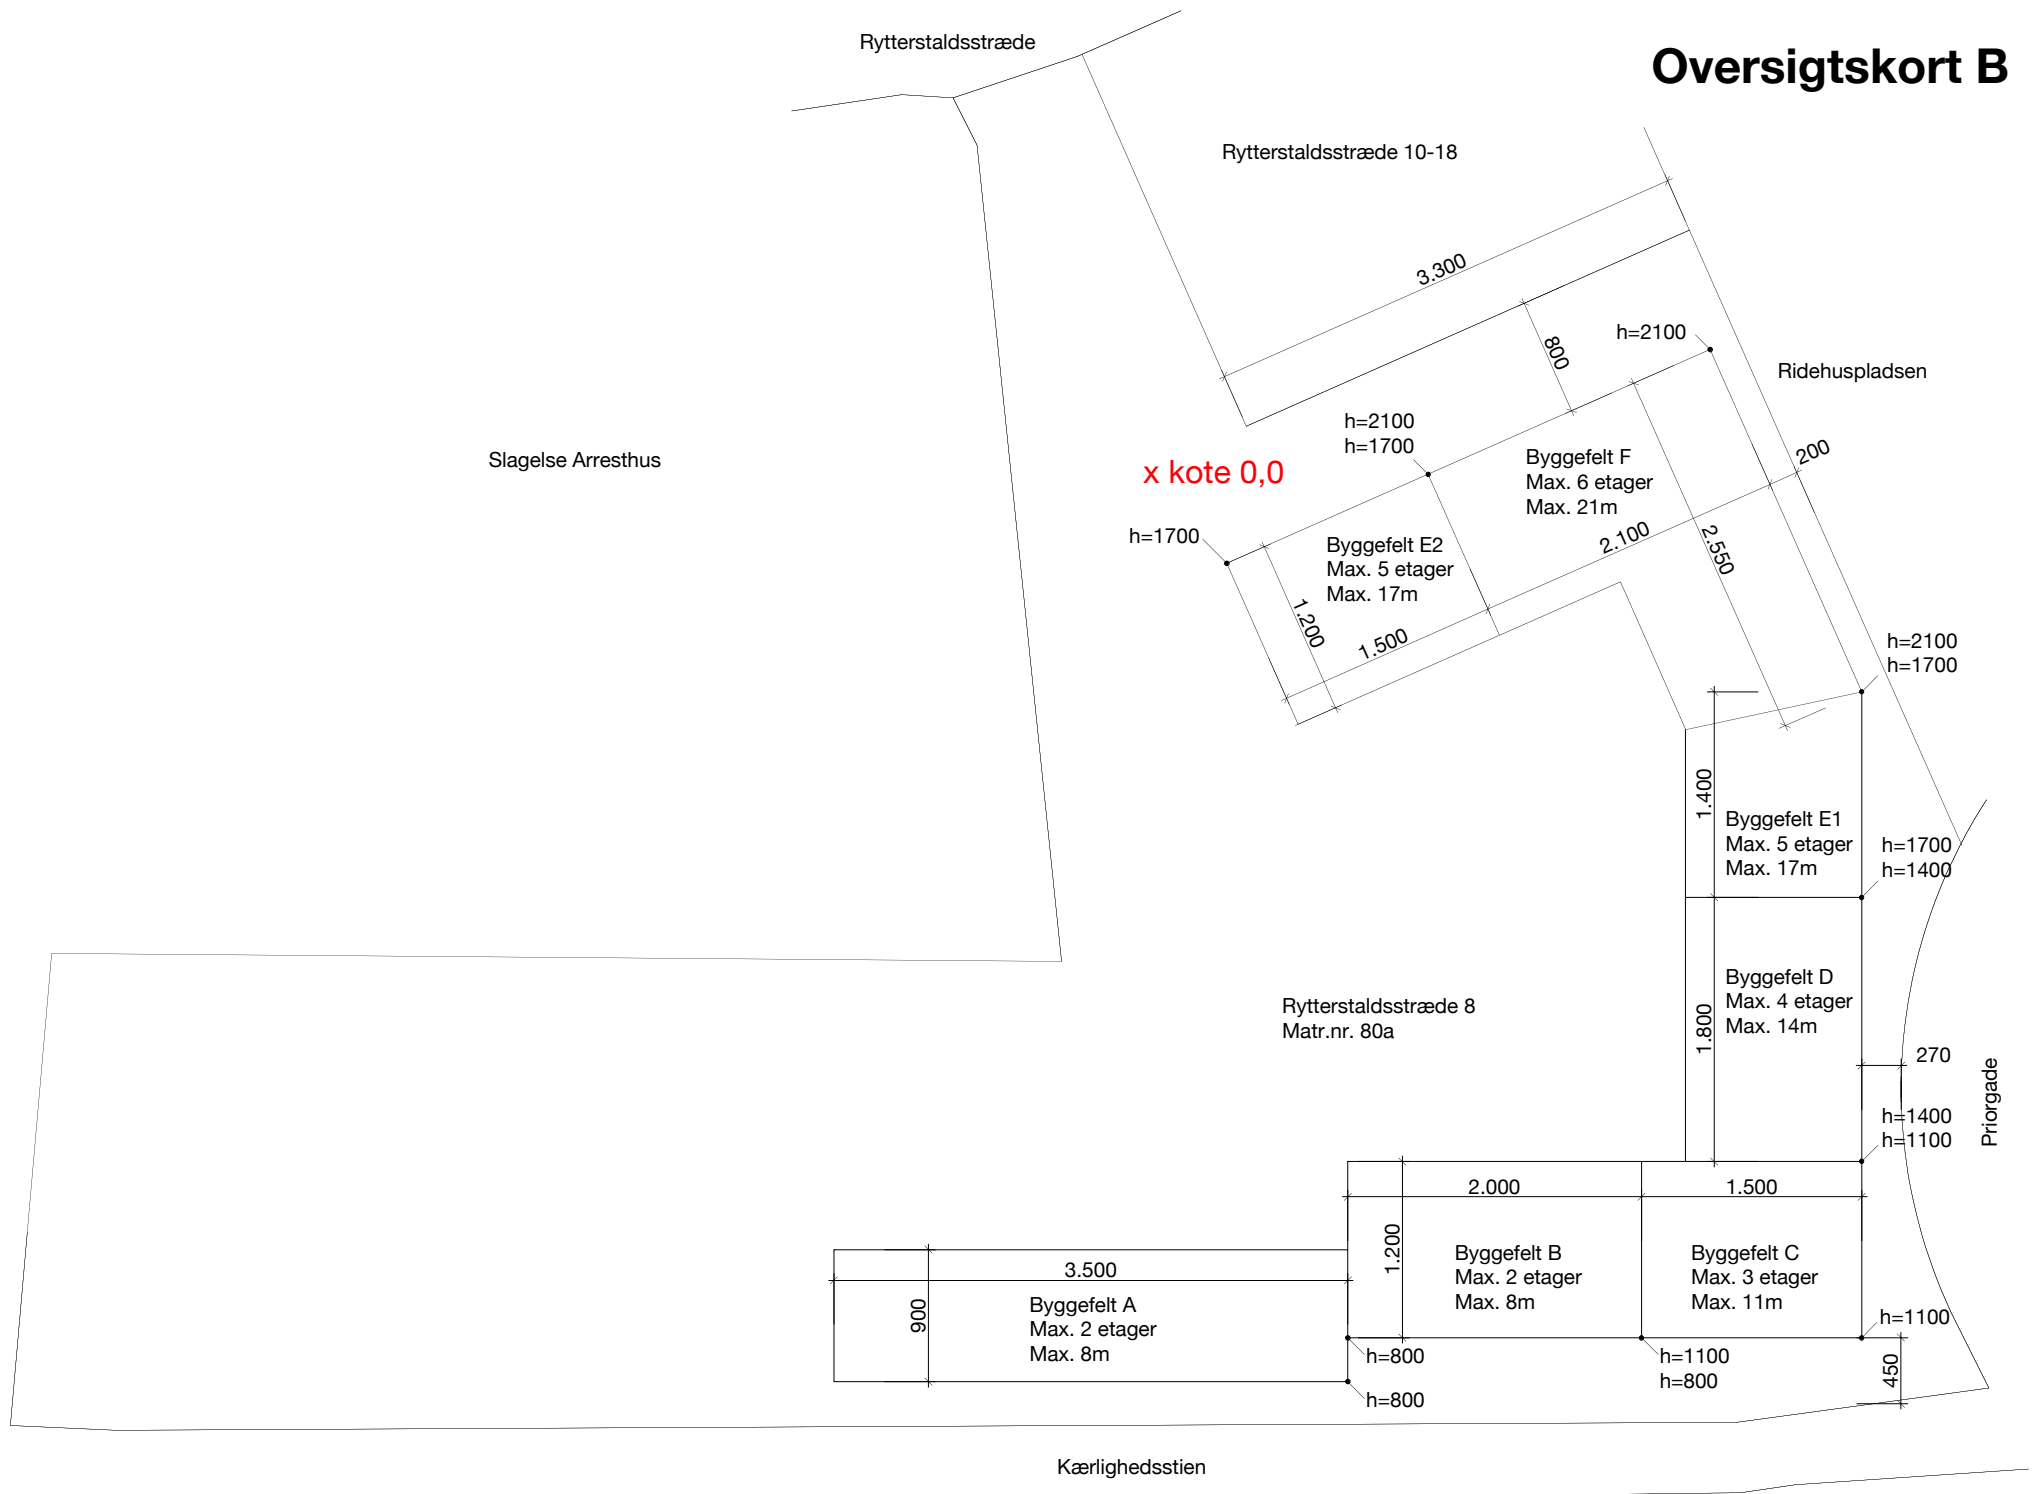 Rytterstaldsstræde
Oversigtskort B
Rytterstaldsstræde 10-18
3.300
800
h=2100
Ridehuspladsen
h=2100
h=1700
200
Slagelse Arresthus
x kote 0,0
Byggefelt F
Max. 6 etager
Max. 21m
h=1700
2.100
2.550
Byggefelt E2
Max. 5 etager
Max. 17m
1.200
1.500
h=2100
h=1700
1.400
Byggefelt E1
Max. 5 etager
Max. 17m
h=1700
h=1400
Byggefelt D
Max. 4 etager
Max. 14m
1.800
Rytterstaldsstræde 8
Matr.nr. 80a
270
Priorgade
h=1400
h=1100
2.000
1.500
1.200
Byggefelt B
Max. 2 etager
Max. 8m
Byggefelt C
Max. 3 etager
Max. 11m
3.500
900
Byggefelt A
Max. 2 etager
Max. 8m
h=1100
h=800
h=1100
h=800
450
h=800
Kærlighedsstien